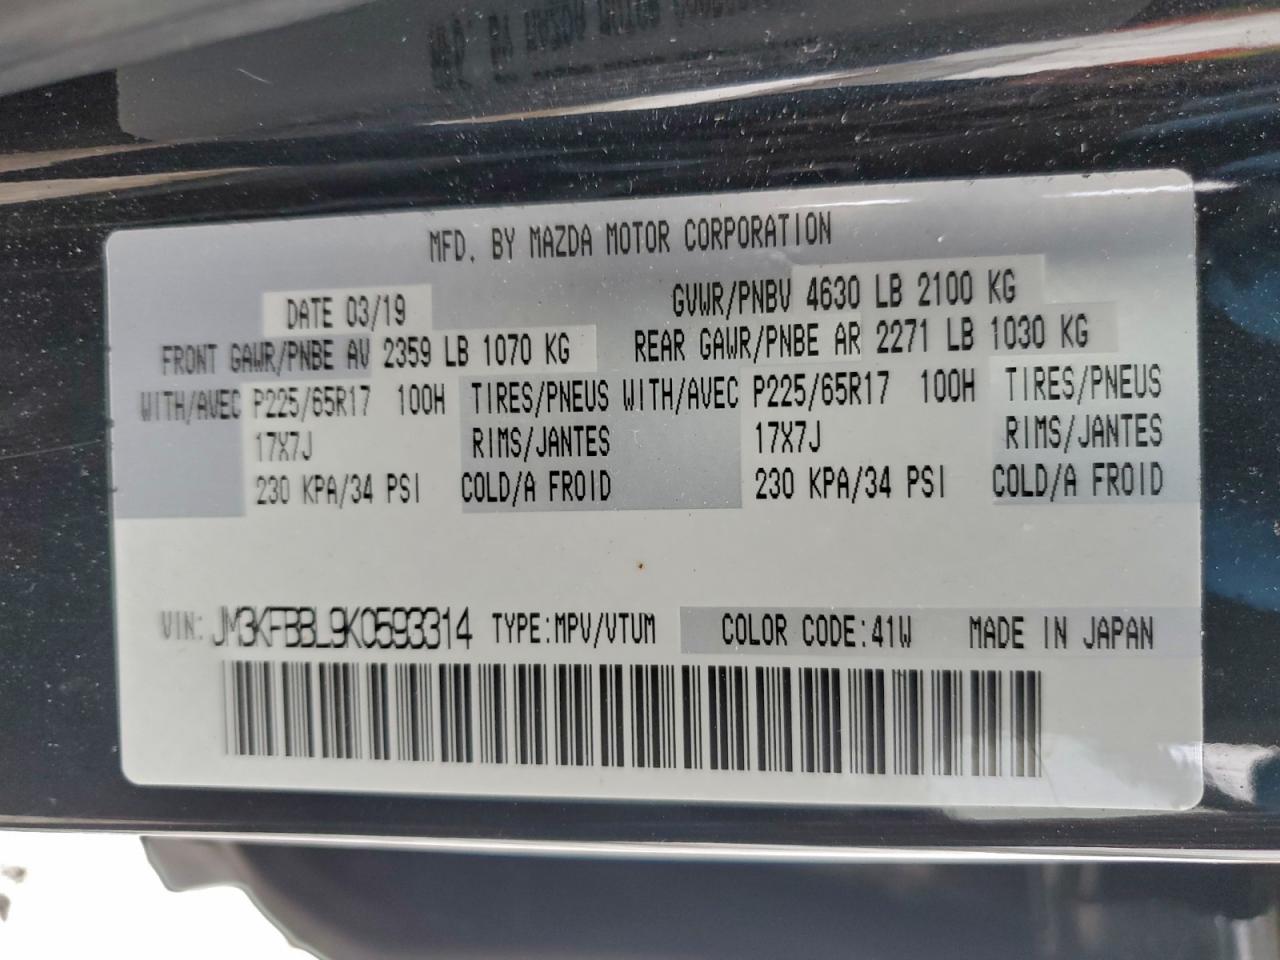 MFD. BY MAZDA MOTOR CORPORATION
DATE 03/19 GVWR/PNBV 4630 LB 2100 KG
FRONT GAWR/PNBE AV 2359 LB 1070 KG REAR GAWR/PNBE AR 2271 LB 1030 KG
WITH/AVEC P225/65R17 100H TIRES/PNEUS WITH/AVEC P225/65R17 100H TIRES/PNEUS
17X7J RIMS/JANTES 17X7J RIMS/JANTES
230 KPA/34 PSI COLD/A FROID 230 KPA/34 PSI COLD/A FROID
VIN: JM3KFBBL9K0593314 TYPE:MPV/VTUM COLOR CODE:41W MADE IN JAPAN